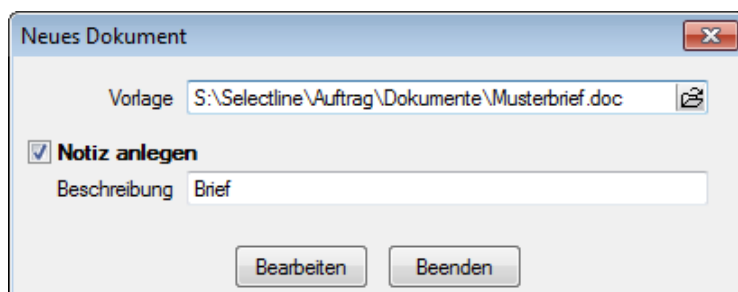 Neues Dokument
Vorlage S:\Selectline\Auftrag\Dokumente\Musterbrief.doc
Notiz anlegen
Beschreibung Brief
Bearbeiten Beenden